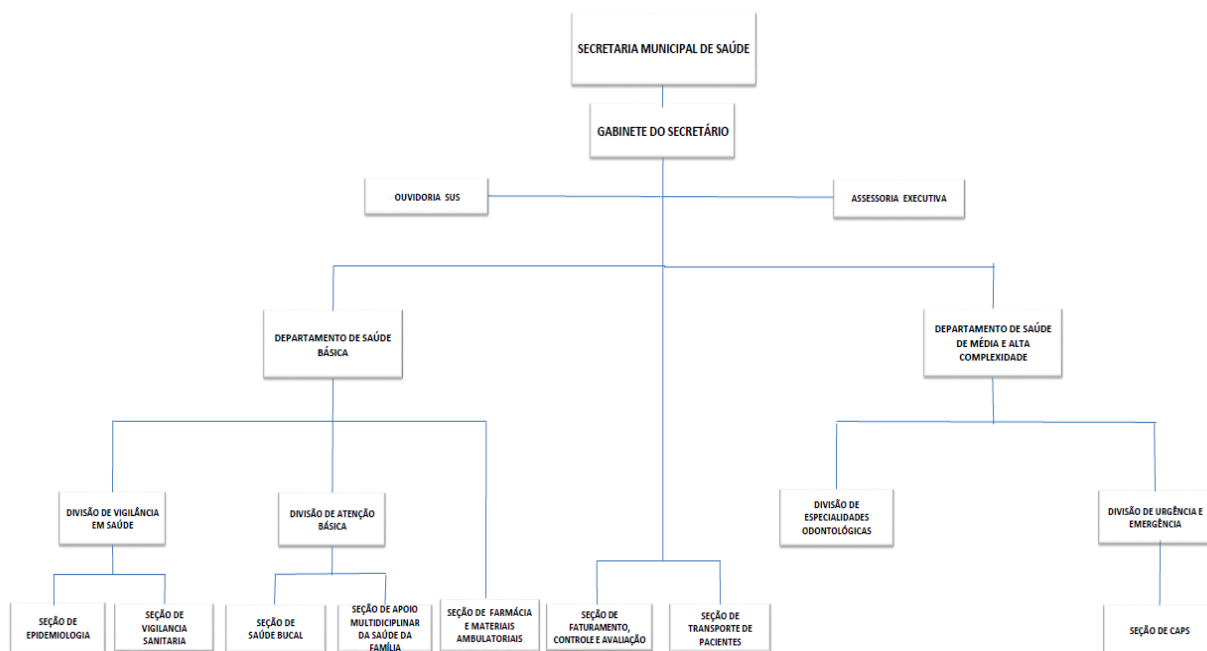 SECRETARIA MUNICIPAL DE SAÚDE
GABINETE DO SECRETÁRIO
OUVIDORIA SUS
ASSESSORIA EXECUTIVA
DEPARTAMENTO DE SAÚDE
BÁSICA
DEPARTAMENTO DE SAÚDE
DE MÉDIA E ALTA
COMPLEXIDADE
DIVISÃO DE VIGILÂNCIA
EM SAÚDE
DIVISÃO DE ATENÇÃO
BÁSICA
DIVISÃO DE
ESPECIALIDADES
ODONTOLÓGICAS
DIVISÃO DE URGÊNCIA E
EMERGÊNCIA
SEÇÃO DE
EPIDEMIOLOGIA
SEÇÃO DE
VIGILANCIA
SANITARIA
SEÇÃO DE
SAÚDE BUCAL
SEÇÃO DE APOIO
MULTIDICIPLINAR
DA SAÚDE DA
FAMÍLIA
SEÇÃO DE FARMÁCIA
E MATERIAIS
AMBULATORIAIS
SEÇÃO DE
FATURAMENTO,
CONTROLE E AVALIAÇÃO
SEÇÃO DE
TRANSPORTE DE
PACIENTES
SEÇÃO DE CAPS